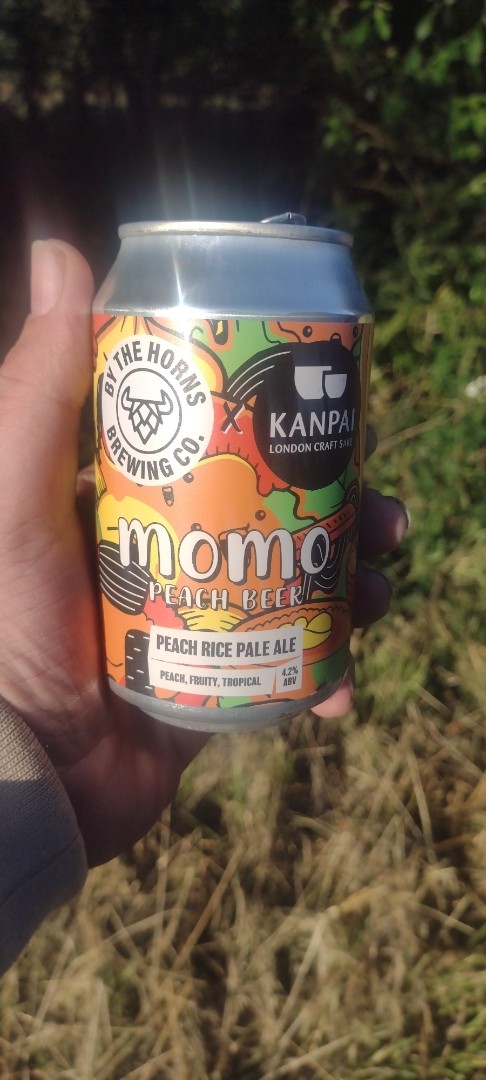 BY THE HORNS
BREWING CO.
X
KANPAI
LONDON CRAFT SAKE
momo
PEACH BEER
PEACH RICE PALE ALE
PEACH, FRUITY, TROPICAL
4.2%
ABV